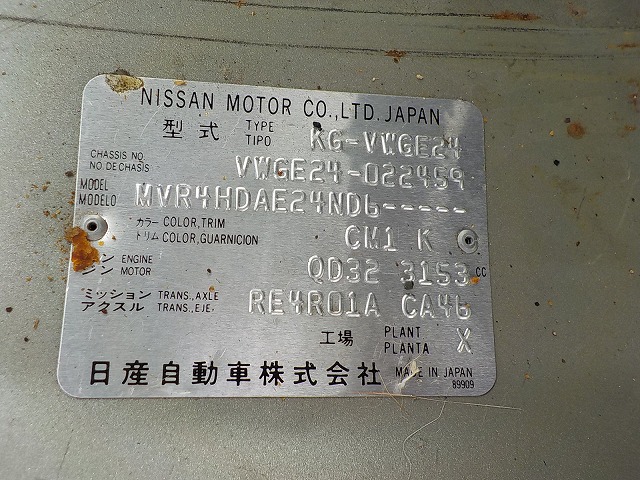 NISSAN MOTOR CO.,LTD. JAPAN
型式 TYPE TIPO KG-VWGE24
CHASSIS NO. NO. DE CHASIS VWGE24-022459
MODEL MODELO MVR4HDAE24ND6-----
カラー COLOR,TRIM
トリム COLOR,GUARNICION CM1 K
ENGINE MOTOR QD32 3153 CC
ミッション TRANS.,AXLE
アクスル TRANS.,EJE RE4R01A CA46
工場 PLANT PLANTA X
日産自動車株式会社 MADE IN JAPAN
89909